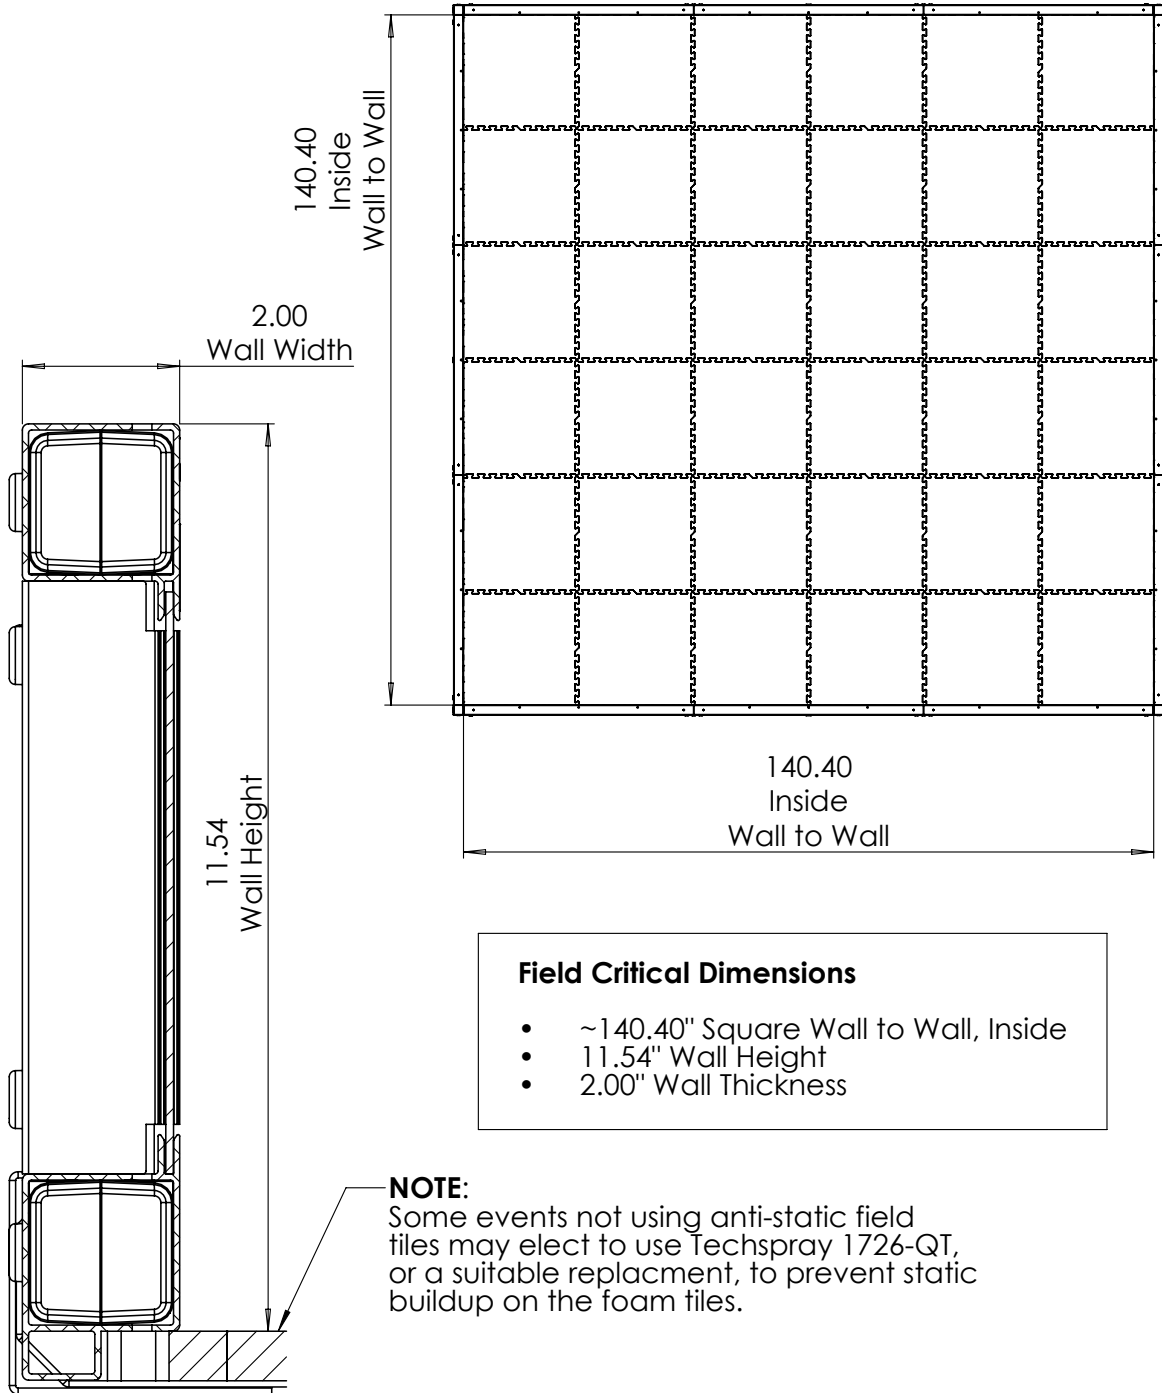 140.40
Inside
Wall to Wall
2.00
Wall Width
11.54
Wall Height
140.40
Inside
Wall to Wall
Field Critical Dimensions
• ~140.40" Square Wall to Wall, Inside
• 11.54" Wall Height
• 2.00" Wall Thickness
NOTE:
Some events not using anti-static field
tiles may elect to use Techspray 1726-QT,
or a suitable replacment, to prevent static
buildup on the foam tiles.